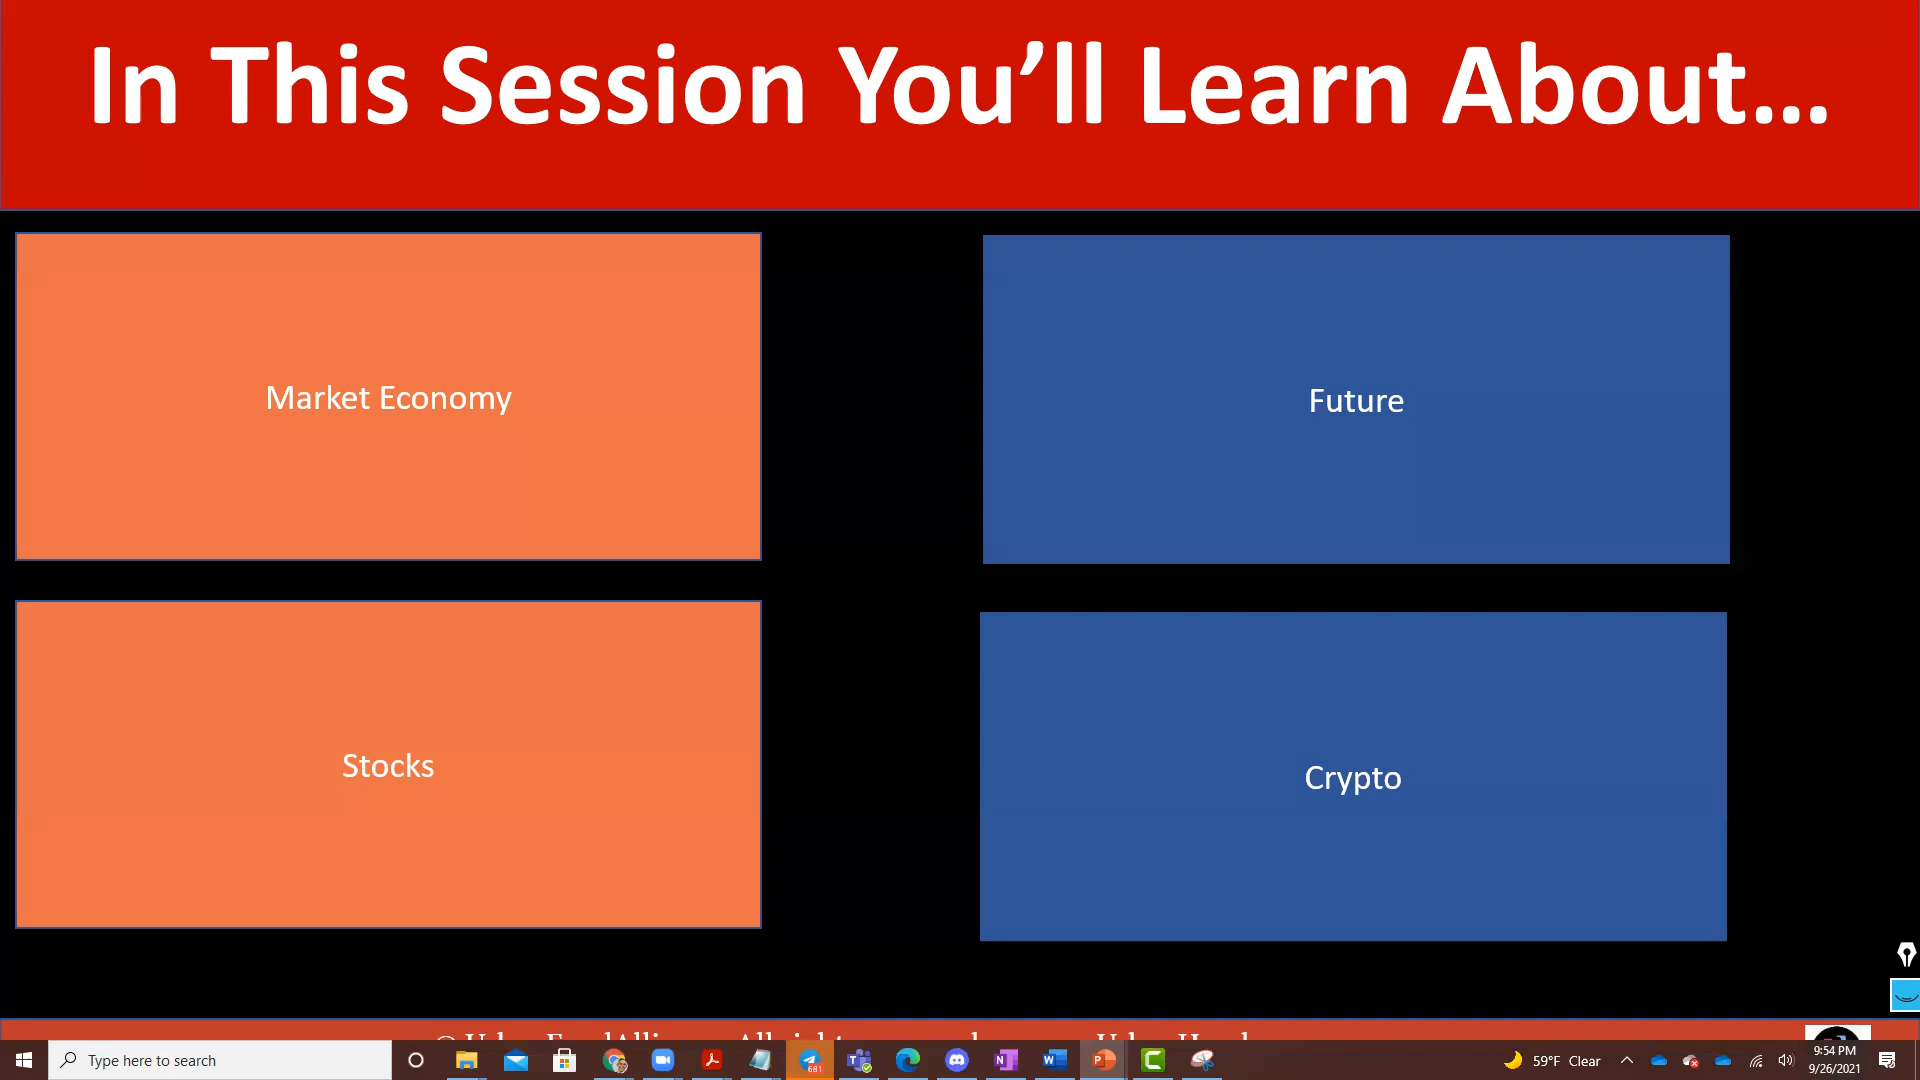 In This Session You’ll Learn About…
Market Economy
Future
Stocks
Crypto
Type here to search
681
59°F Clear
9:54 PM
9/26/2021